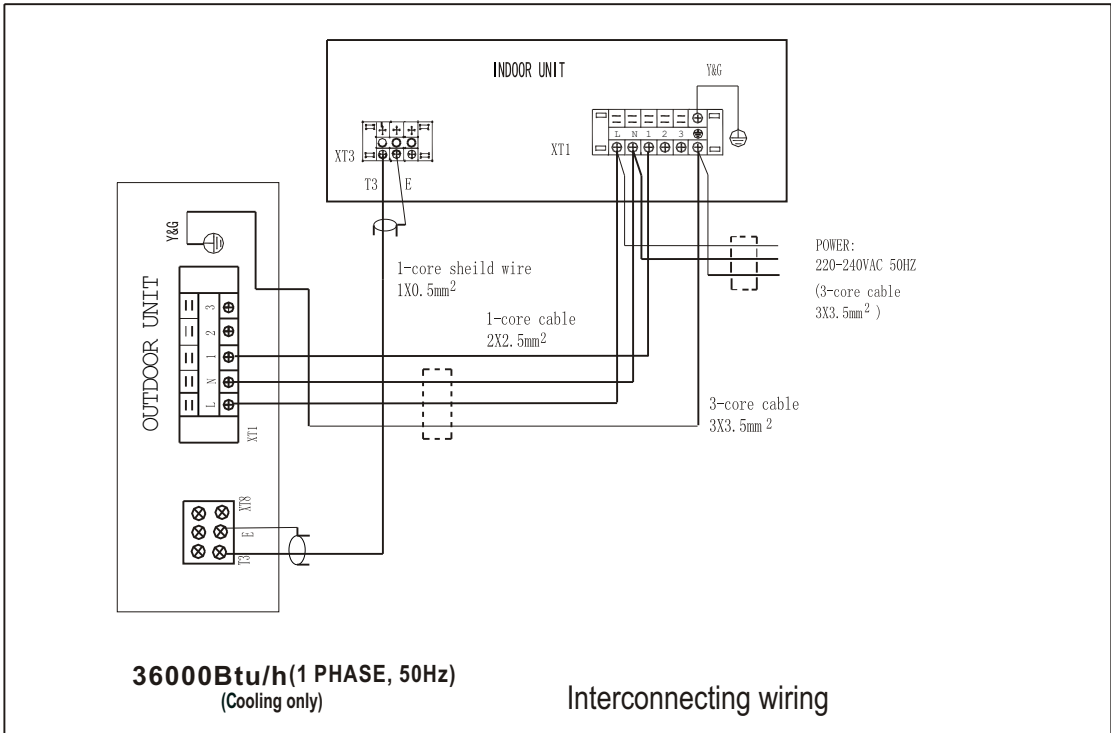 INDOOR UNIT
Y&G
L N 1 2 3
XT1
XT3
T3 E
Y&G
OUTDOOR UNIT
3
2
1
N
L
XT1
1-core sheild wire
1X0.5mm²
1-core cable
2X2.5mm²
POWER:
220-240VAC 50HZ
(3-core cable
3X3.5mm² )
3-core cable
3X3.5mm²
XT8
E
T3
36000Btu/h(1 PHASE, 50Hz)
(Cooling only)
Interconnecting wiring